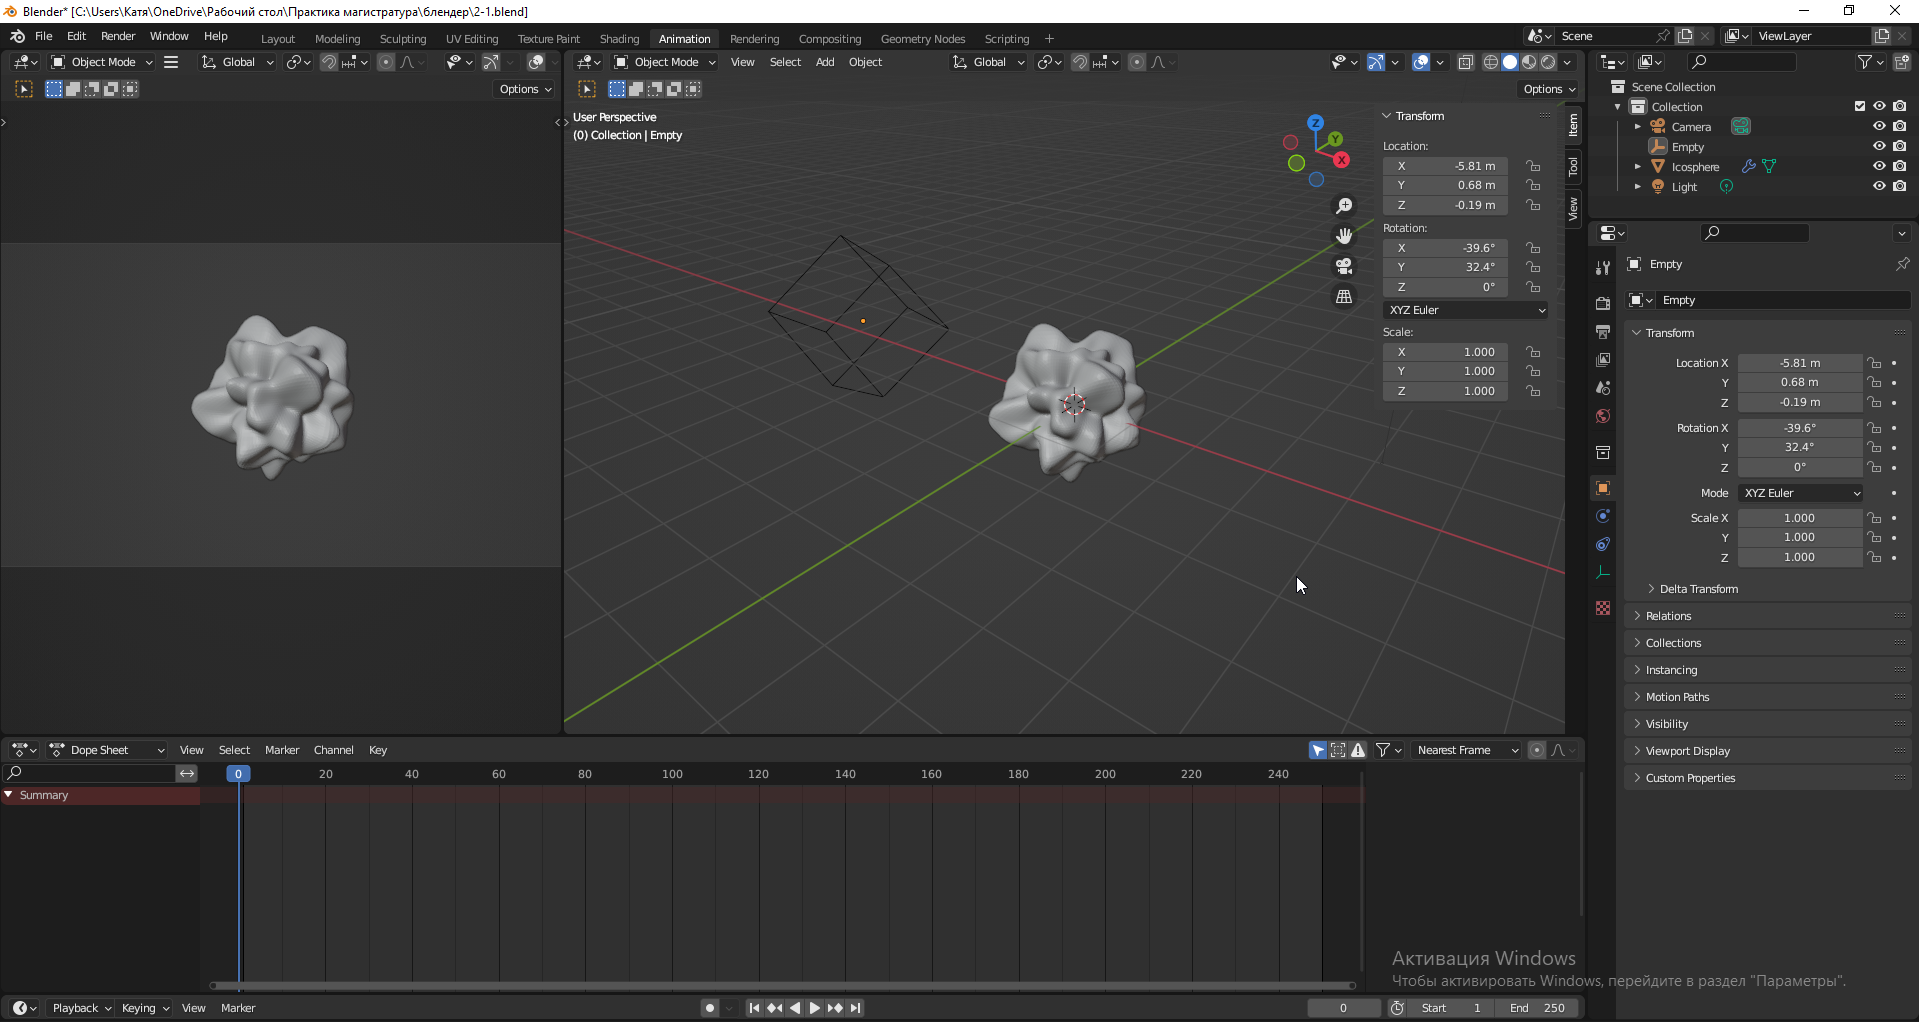 Blender* [C:\Users\Катя\OneDrive\Рабочий стол\Практика магистратура\блендер\2-1.blend]
File Edit Render Window Help Layout Modeling Sculpting UV Editing Texture Paint Shading Animation Rendering Compositing Geometry Nodes Scripting + Scene ViewLayer
Object Mode Global
Options
Object Mode View Select Add Object Global
Options
User Perspective
(0) Collection | Empty
Z
Y
X
Transform
Location:
X -5.81 m
Y 0.68 m
Z -0.19 m
Rotation:
X -39.6°
Y 32.4°
Z 0°
XYZ Euler
Scale:
X 1.000
Y 1.000
Z 1.000
Item
Tool
View
Scene Collection
Collection
Camera
Empty
Icosphere
Light
Empty
Empty
Transform
Location X -5.81 m
Y 0.68 m
Z -0.19 m
Rotation X -39.6°
Y 32.4°
Z 0°
Mode XYZ Euler
Scale X 1.000
Y 1.000
Z 1.000
Delta Transform
Relations
Collections
Instancing
Motion Paths
Visibility
Viewport Display
Custom Properties
Dope Sheet View Select Marker Channel Key Nearest Frame
0 20 40 60 80 100 120 140 160 180 200 220 240
Summary
Активация Windows
Чтобы активировать Windows, перейдите в раздел "Параметры".
Playback Keying View Marker 0 Start 1 End 250